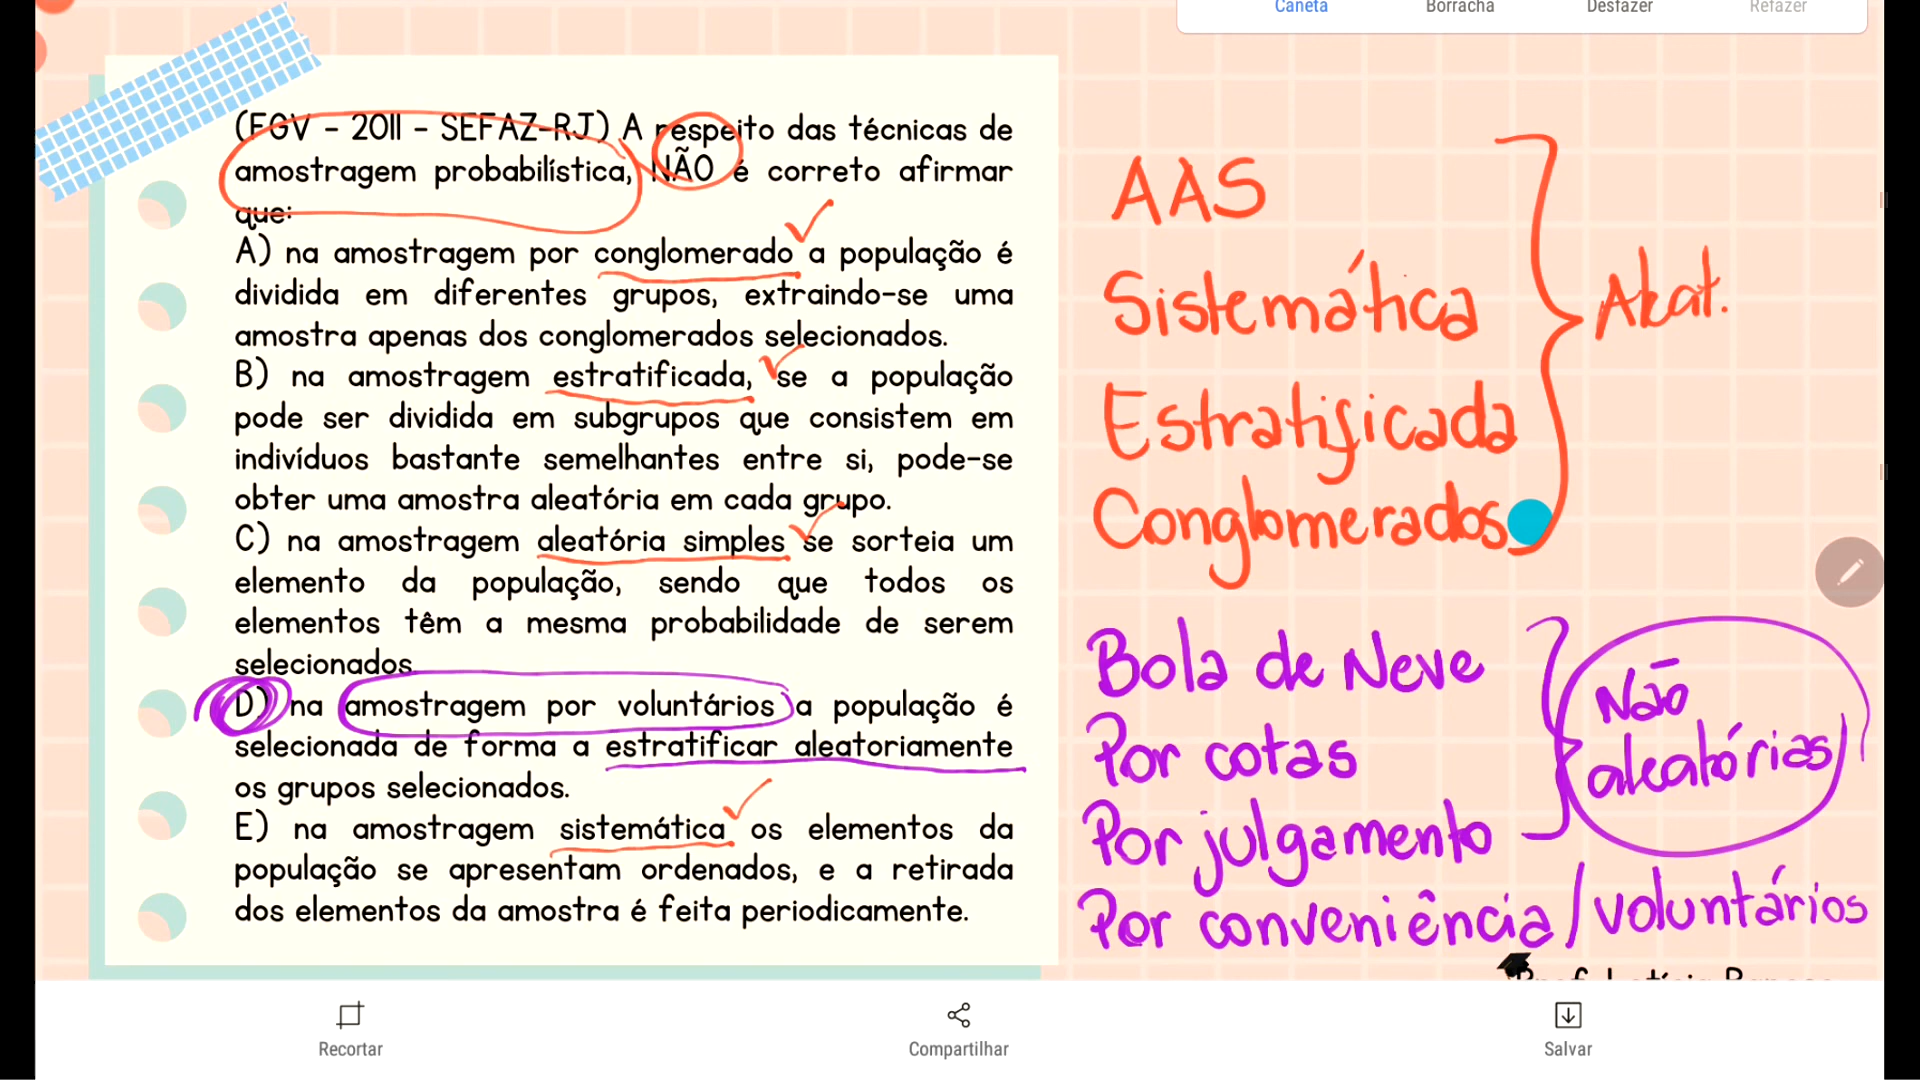 Caneta Borracha Desfazer Refazer
(FGV - 2011 - SEFAZ-RJ) A respeito das técnicas de
amostragem probabilística, NÃO é correto afirmar
que:
A) na amostragem por conglomerado a população é
dividida em diferentes grupos, extraindo-se uma
amostra apenas dos conglomerados selecionados.
B) na amostragem estratificada, se a população
pode ser dividida em subgrupos que consistem em
indivíduos bastante semelhantes entre si, pode-se
obter uma amostra aleatória em cada grupo.
C) na amostragem aleatória simples se sorteia um
elemento da população, sendo que todos os
elementos têm a mesma probabilidade de serem
selecionados.
D) na amostragem por voluntários a população é
selecionada de forma a estratificar aleatoriamente
os grupos selecionados.
E) na amostragem sistemática os elementos da
população se apresentam ordenados, e a retirada
dos elementos da amostra é feita periodicamente.
AAS
Sistemática
Estratificada
Conglomerados
Aleat.
Bola de Neve
Por cotas
Por julgamento
Por conveniência / voluntários
Não
aleatórias
Recortar Compartilhar Salvar